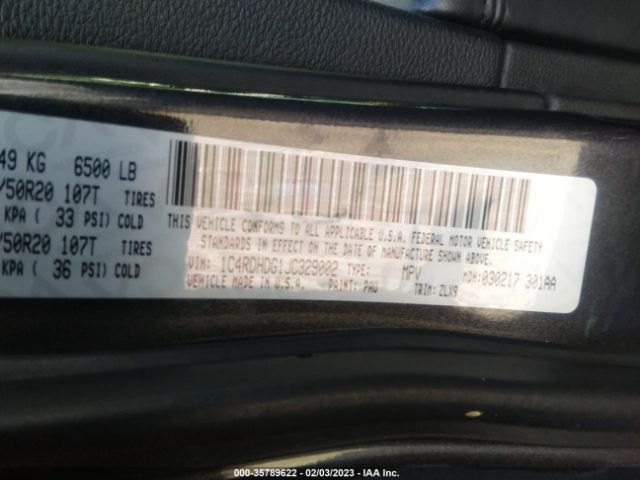 49 KG 6500 LB
/50R20 107T TIRES
KPA ( 33 PSI) COLD
/50R20 107T TIRES
KPA ( 36 PSI) COLD
THIS VEHICLE CONFORMS TO ALL APPLICABLE U.S.A. FEDERAL MOTOR VEHICLE SAFETY
STANDARDS IN EFFECT ON THE DATE OF MANUFACTURE SHOWN ABOVE.
VIN: 1C4RDHDG1JC329002 TYPE: MPV MDH: 030217 301AA
VEHICLE MADE IN U.S.A. PAINT: PAU TRIM: ZLX9
000-35789622 - 02/03/2023 - IAA Inc.